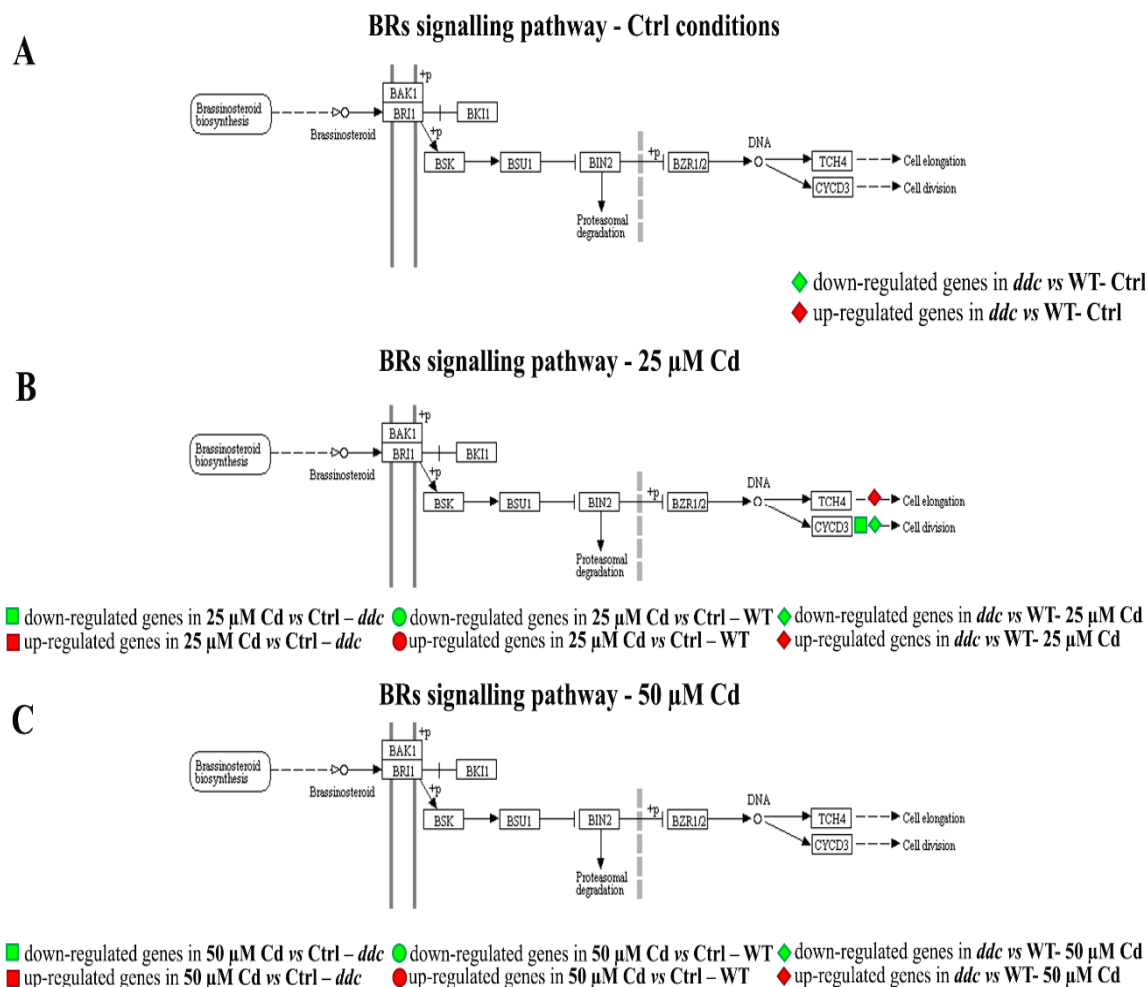 BRs signalling pathway - Ctrl conditions
A
+p
BAK1
Brassinosteroid
biosynthesis
BRI1
BKI1
Brassinosteroid
+p
DNA
+p
BSK
BSU1
BIN2
BZR1/2
TCH4
Cell elongation
CYCD3
Cell division
Proteasomal
degradation
down-regulated genes in ddc vs WT- Ctrl
up-regulated genes in ddc vs WT- Ctrl
BRs signalling pathway - 25 µM Cd
B
+p
BAK1
Brassinosteroid
biosynthesis
BRI1
BKI1
Brassinosteroid
+p
DNA
+p
BSK
BSU1
BIN2
BZR1/2
TCH4
Cell elongation
CYCD3
Cell division
Proteasomal
degradation
down-regulated genes in 25 µM Cd vs Ctrl – ddc
down-regulated genes in 25 µM Cd vs Ctrl – WT
down-regulated genes in ddc vs WT- 25 µM Cd
up-regulated genes in 25 µM Cd vs Ctrl – ddc
up-regulated genes in 25 µM Cd vs Ctrl – WT
up-regulated genes in ddc vs WT- 25 µM Cd
BRs signalling pathway - 50 µM Cd
C
+p
BAK1
Brassinosteroid
biosynthesis
BRI1
BKI1
Brassinosteroid
+p
DNA
+p
BSK
BSU1
BIN2
BZR1/2
TCH4
Cell elongation
CYCD3
Cell division
Proteasomal
degradation
down-regulated genes in 50 µM Cd vs Ctrl – ddc
down-regulated genes in 50 µM Cd vs Ctrl – WT
down-regulated genes in ddc vs WT- 50 µM Cd
up-regulated genes in 50 µM Cd vs Ctrl – ddc
up-regulated genes in 50 µM Cd vs Ctrl – WT
up-regulated genes in ddc vs WT- 50 µM Cd